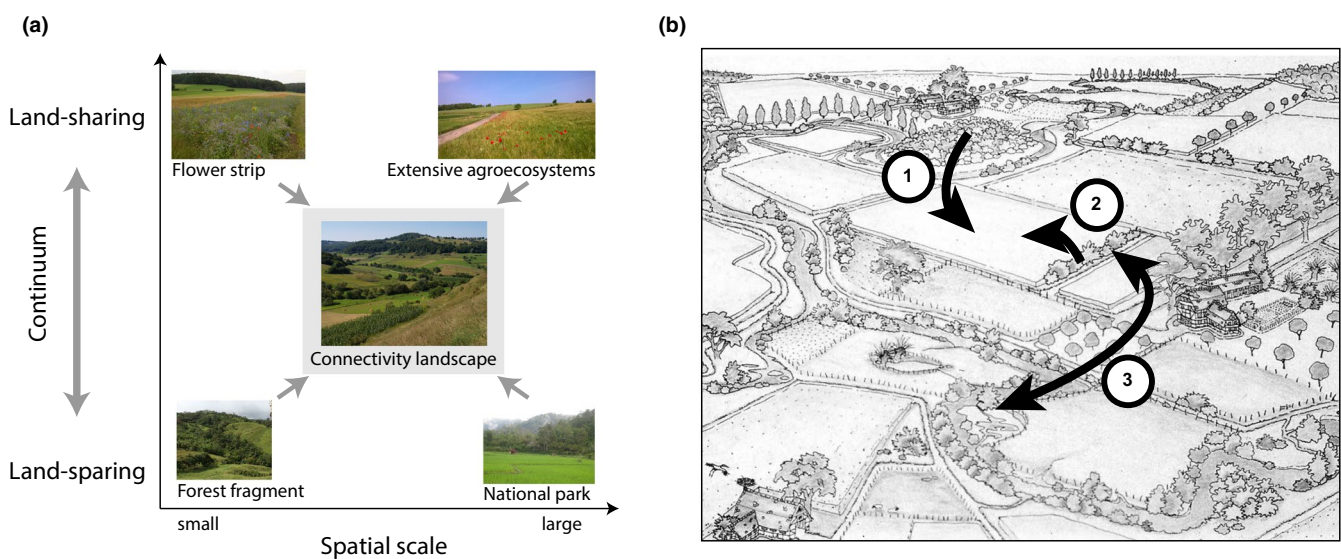 (a)
Land-sharing
Continuum
Land-sparing
Flower strip
Extensive agroecosystems
Connectivity landscape
Forest fragment
National park
small
large
Spatial scale
(b)
1
2
3